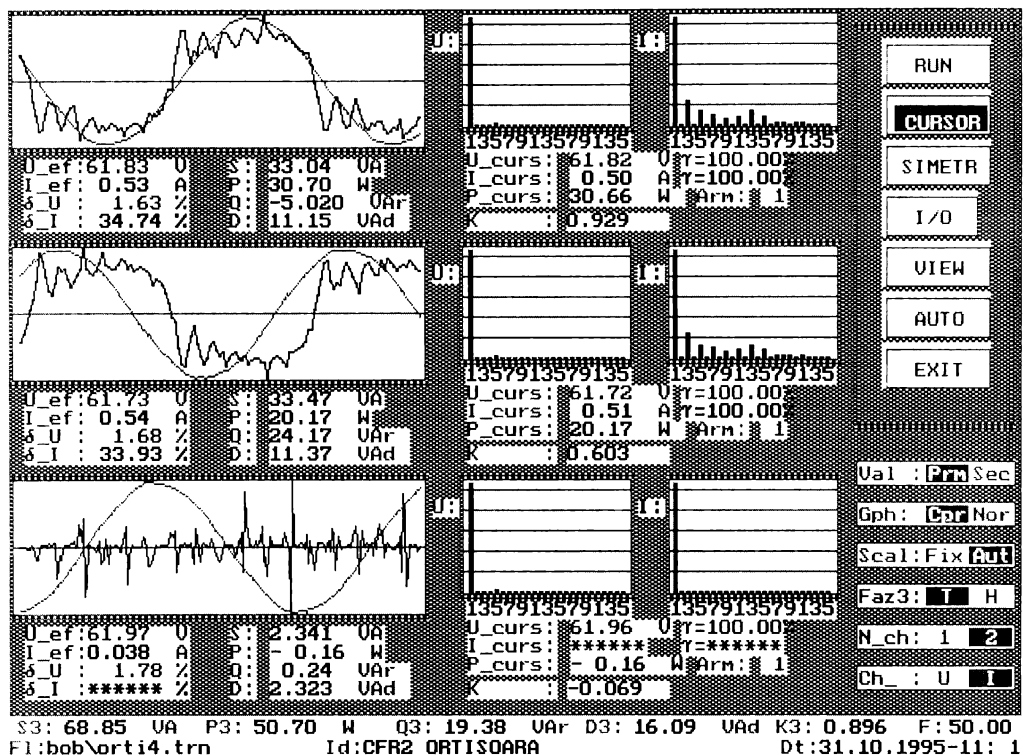 U: I:
1357913579135 1357913579135
U_ef:61.83 V S: 33.04 VA
I_ef: 0.53 A P: 30.70 W
δ_U : 1.63 % Q: -5.020 VAr
δ_I : 34.74 % D: 11.15 VAd
U_curs: 61.82 V γ=100.00%
I_curs: 0.50 A γ=100.00%
P_curs: 30.66 W Arm: 1
K : 0.929
U: I:
1357913579135 1357913579135
U_ef:61.73 V S: 33.47 VA
I_ef: 0.54 A P: 20.17 W
δ_U : 1.68 % Q: 24.17 VAr
δ_I : 33.93 % D: 11.37 VAd
U_curs: 61.72 V γ=100.00%
I_curs: 0.51 A γ=100.00%
P_curs: 20.17 W Arm: 1
K : 0.603
U: I:
1357913579135 1357913579135
U_ef:61.97 V S: 2.341 VA
I_ef:0.038 A P: - 0.16 W
δ_U : 1.78 % Q: 0.24 VAr
δ_I :****** % D: 2.323 VAd
U_curs: 61.96 V γ=100.00%
I_curs: ****** A γ=******%
P_curs: - 0.16 W Arm: 1
K : -0.069
RUN
CURSOR
SIMETR
I/O
VIEW
AUTO
EXIT
Val : Prm Sec
Gph: Cpr Nor
Scal: Fix Aut
Faz3: T H
N_ch: 1 2
Ch_ : U I
S3: 68.85 VA P3: 50.70 W Q3: 19.38 VAr D3: 16.09 VAd K3: 0.896 F: 50.00
Fl:bob\orti4.trn Id:CFR2 ORTISOARA Dt:31.10.1995-11: 1